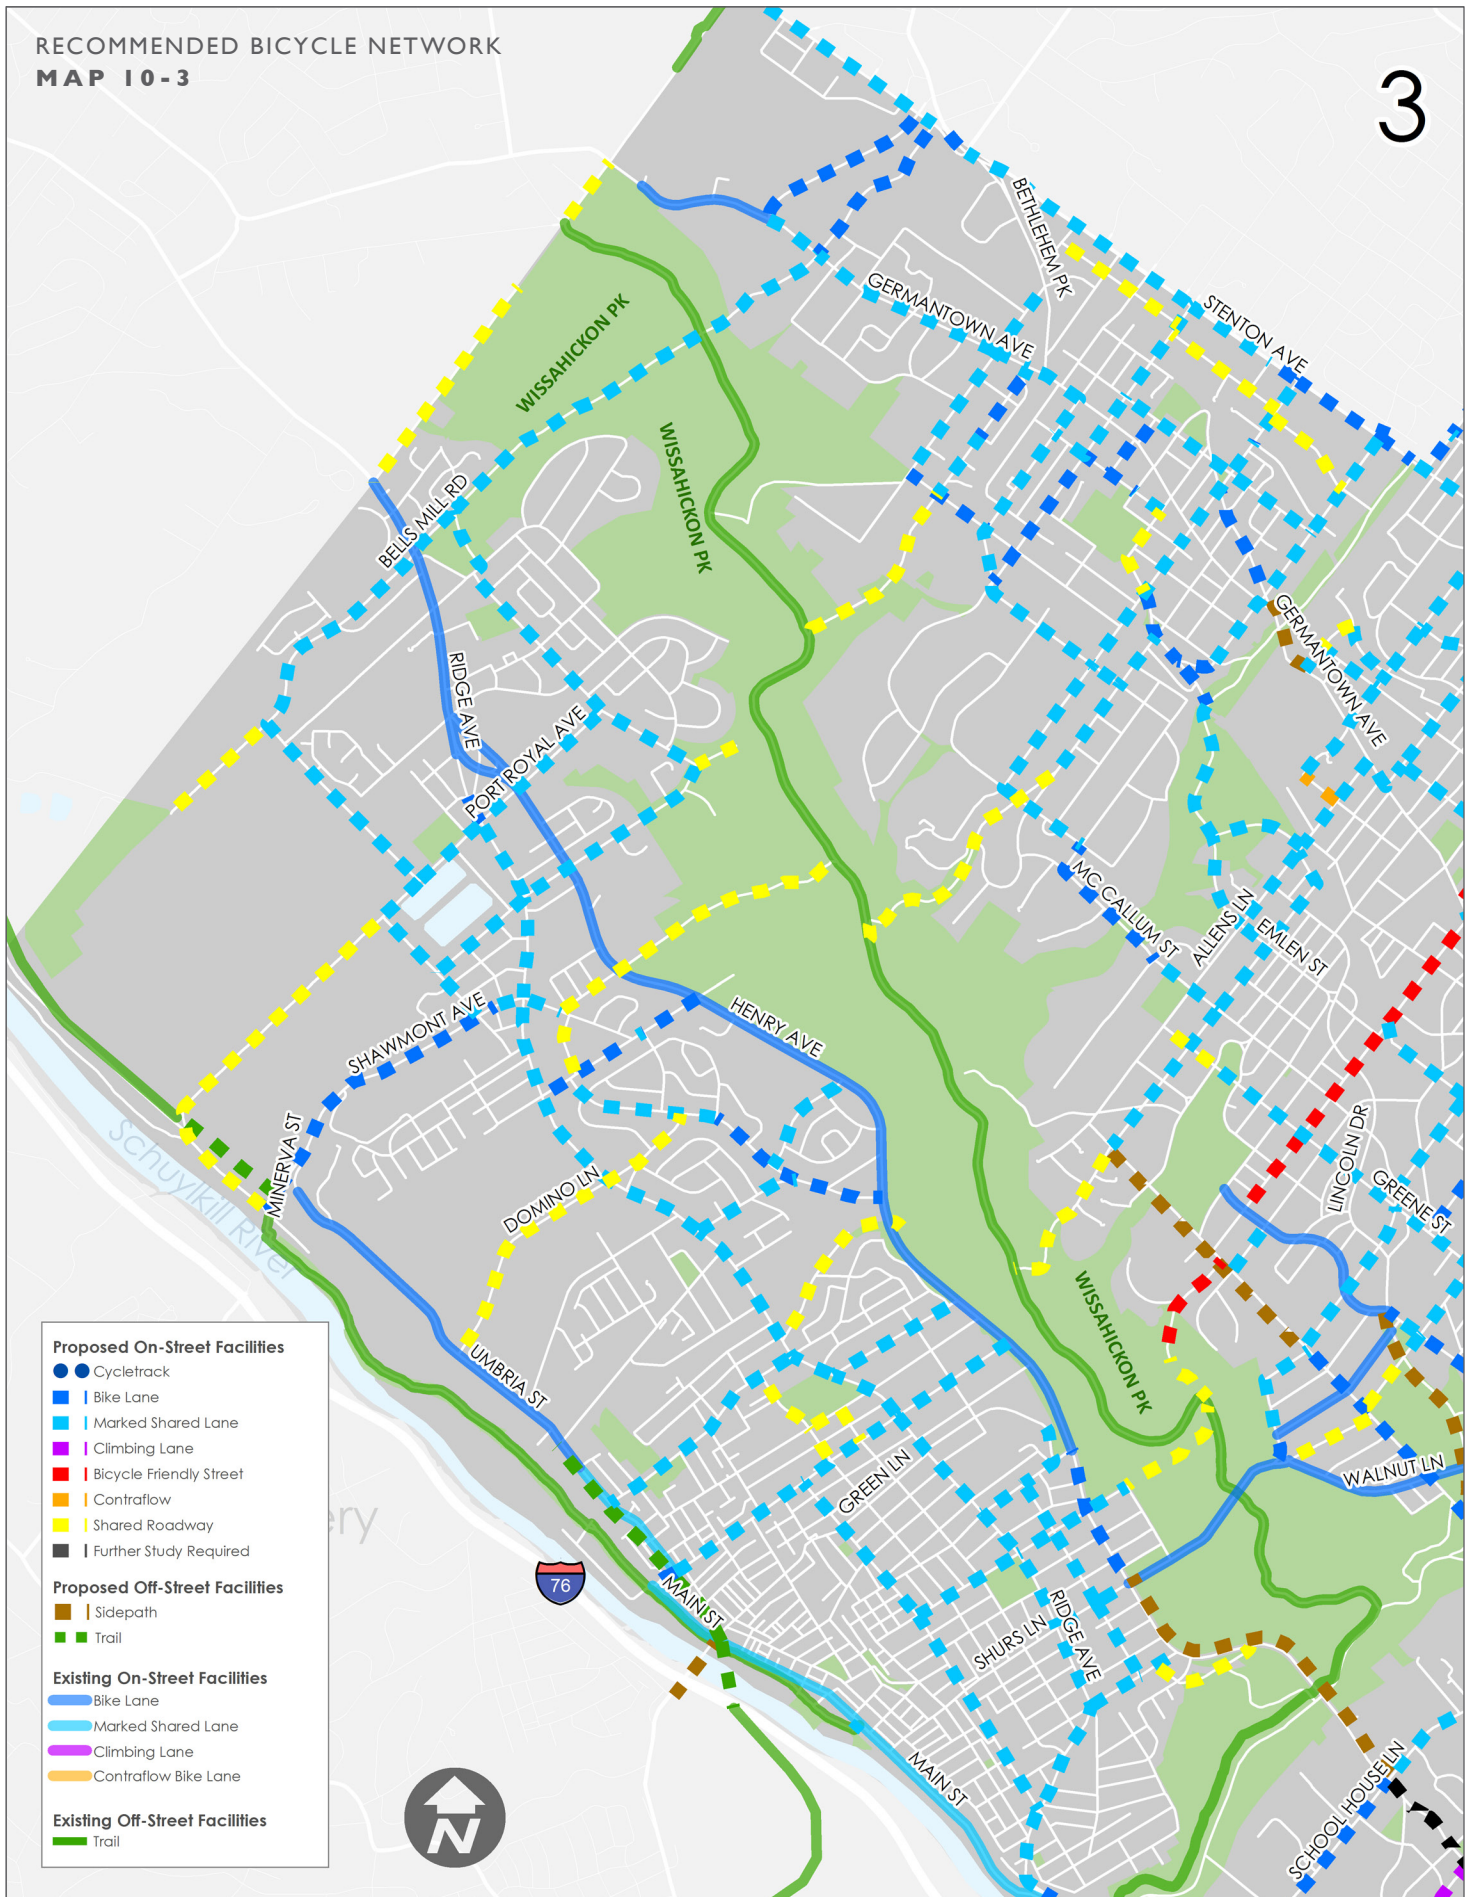 RECOMMENDED BICYCLE NETWORK
MAP 10-3
3
BETHLEHEM PK
GERMANTOWN AVE
STENTON AVE
WISSAHICKON PK
WISSAHICKON PK
BELLS MILL RD
GERMANTOWN AVE
RIDGE AVE
PORT ROYAL AVE
MC CALLUM ST
ALLENS LN
EMLEN ST
SHAWMONT AVE
HENRY AVE
MINERVA ST
Schuylkill River
LINCOLN DR
GREENE ST
DOMINO LN
WISSAHICKON PK
UMBRIA ST
GREEN LN
WALNUT LN
ery
76
MAIN ST
SHURS LN
RIDGE AVE
MAIN ST
SCHOOL HOUSE LN
Proposed On-Street Facilities
Cycletrack
Bike Lane
Marked Shared Lane
Climbing Lane
Bicycle Friendly Street
Contraflow
Shared Roadway
Further Study Required
Proposed Off-Street Facilities
Sidepath
Trail
Existing On-Street Facilities
Bike Lane
Marked Shared Lane
Climbing Lane
Contraflow Bike Lane
Existing Off-Street Facilities
Trail
N